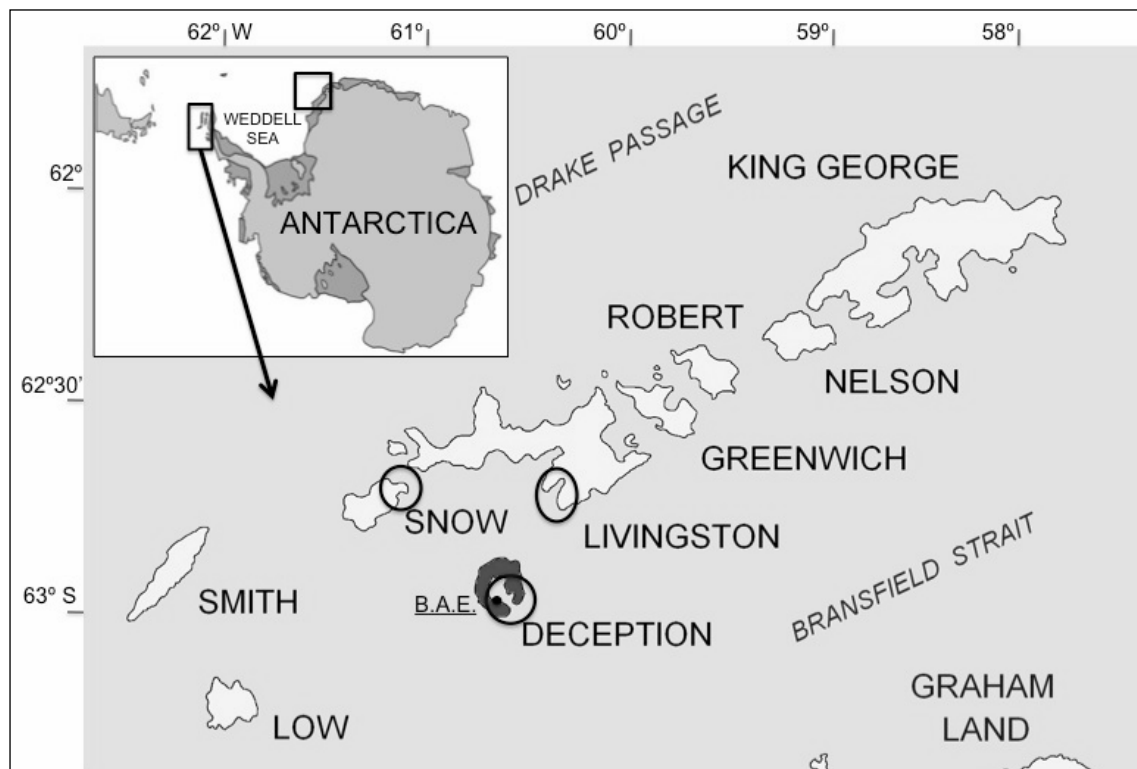 62º W
61º
60º
59º
58º
WEDDELL
SEA
ANTARCTICA
DRAKE PASSAGE
62º
KING GEORGE
ROBERT
NELSON
62º30'
GREENWICH
SNOW
LIVINGSTON
SMITH
63º S
B.A.E.
DECEPTION
BRANSFIELD STRAIT
LOW
GRAHAM
LAND